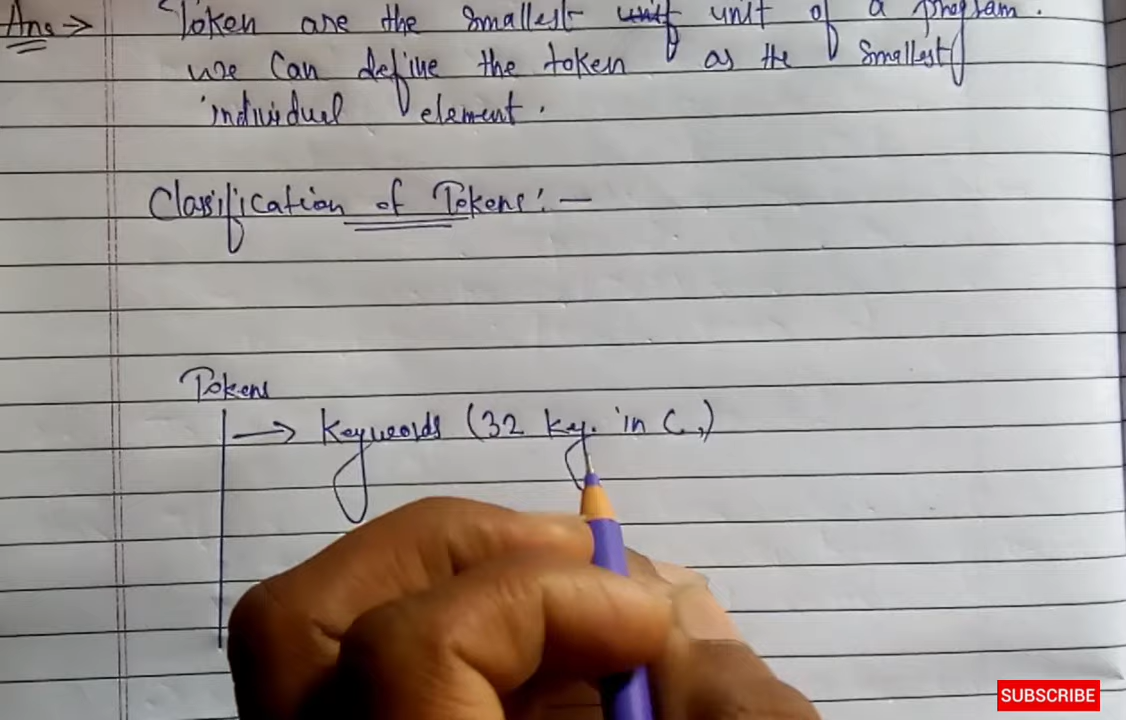 Ans → Token are the smallest unit of a program.
we can define the token as the smallest
individual element.
Classification of Tokens:-
Tokens
→ Keywords (32 key. in C,)
SUBSCRIBE